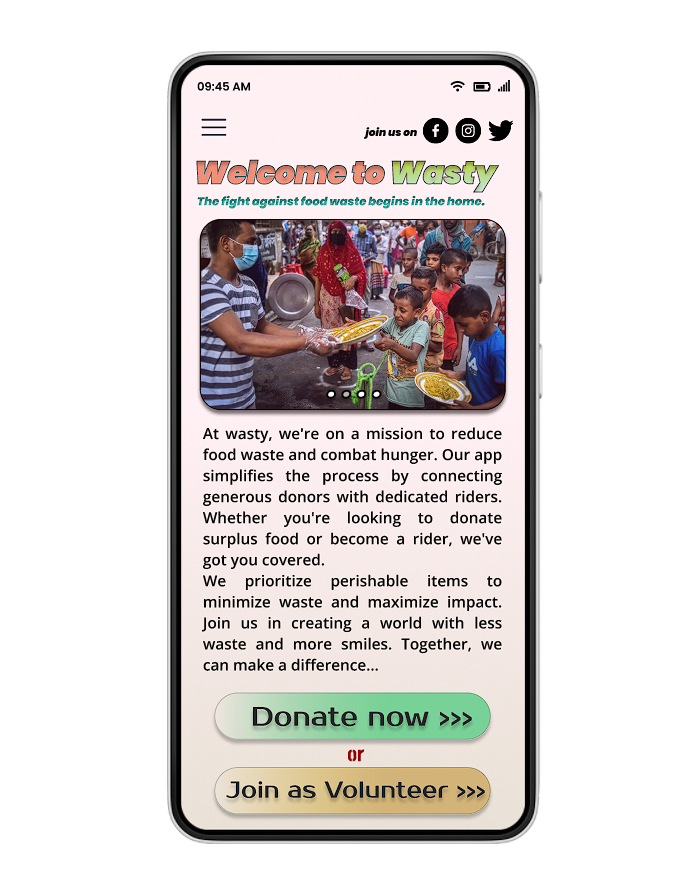 09:45 AM
join us on
Welcome to Wasty
The fight against food waste begins in the home.
At wasty, we're on a mission to reduce
food waste and combat hunger. Our app
simplifies the process by connecting
generous donors with dedicated riders.
Whether you're looking to donate
surplus food or become a rider, we've
got you covered.
We prioritize perishable items to
minimize waste and maximize impact.
Join us in creating a world with less
waste and more smiles. Together, we
can make a difference...
Donate now >>>
or
Join as Volunteer >>>